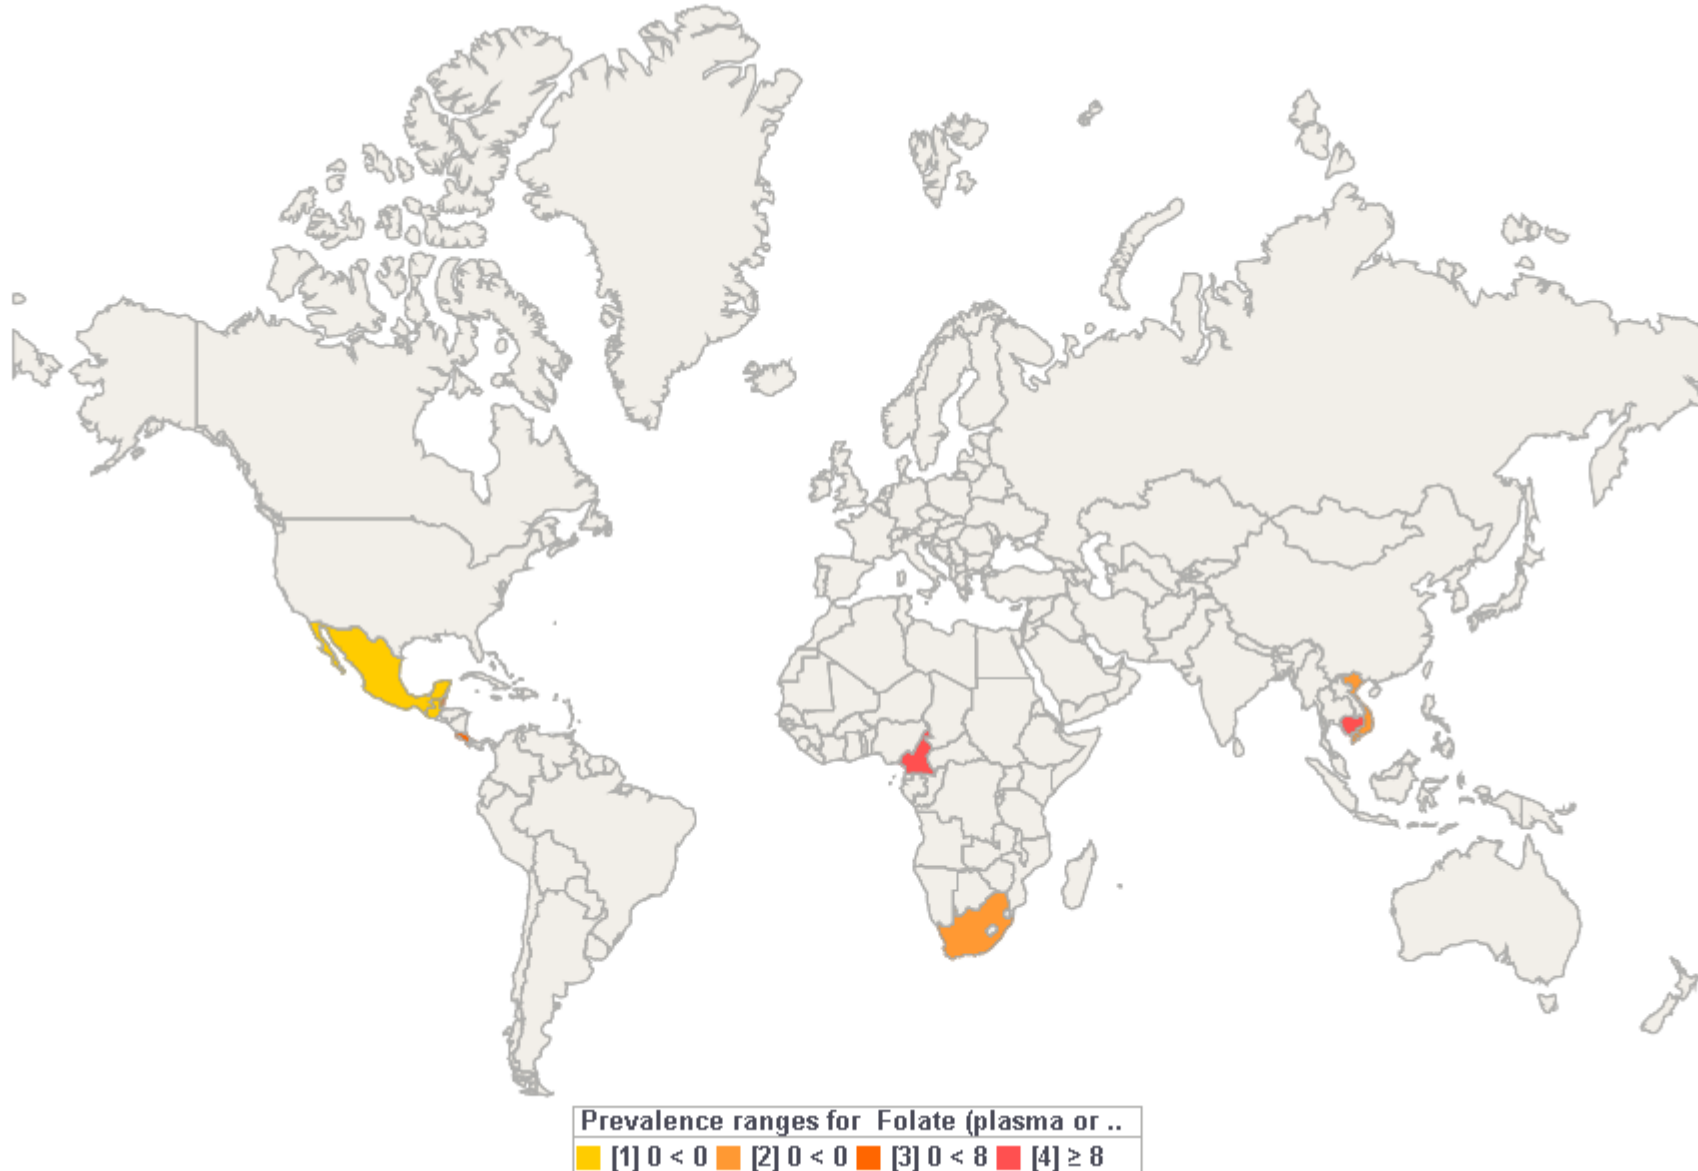 Prevalence ranges for Folate (plasma or ..
[1] 0 < 0 [2] 0 < 0 [3] 0 < 8 [4] ≥ 8